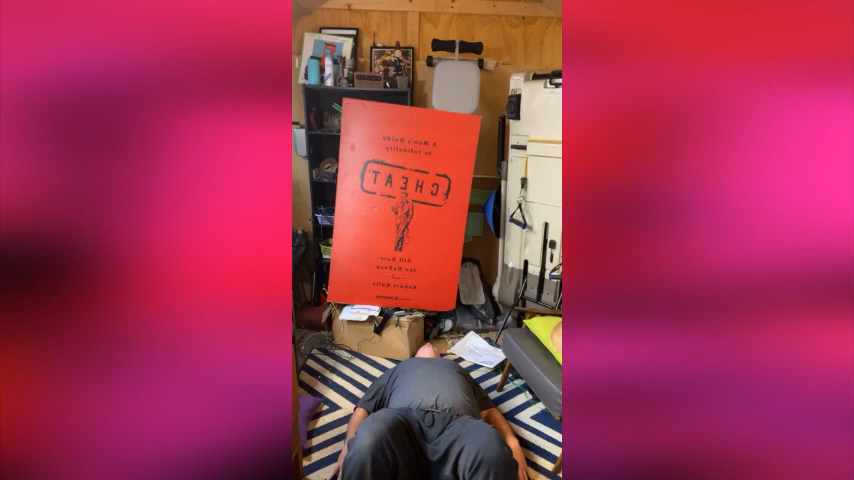 A Man's Guide
to Infidelity
CHEAT
Bill Burr
Joe DeRosa
and
Robert Kelly